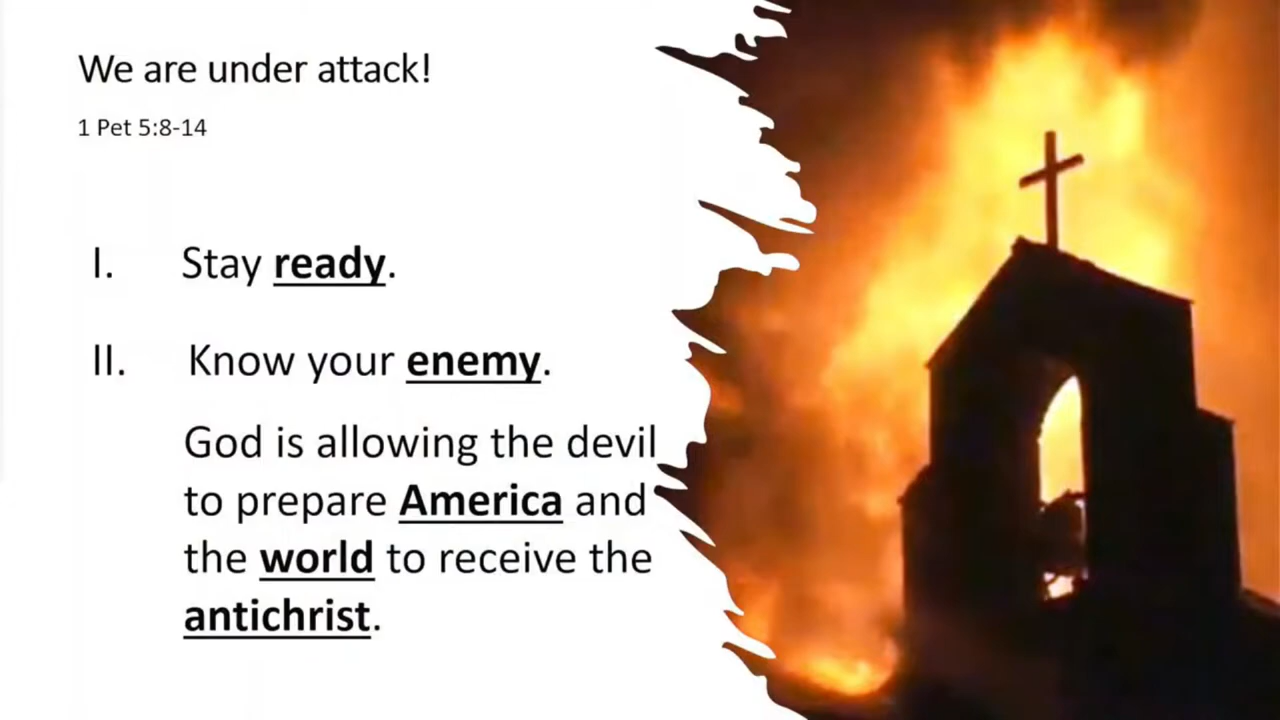 We are under attack!
1 Pet 5:8-14
I. Stay ready.
II. Know your enemy.
God is allowing the devil
to prepare America and
the world to receive the
antichrist.